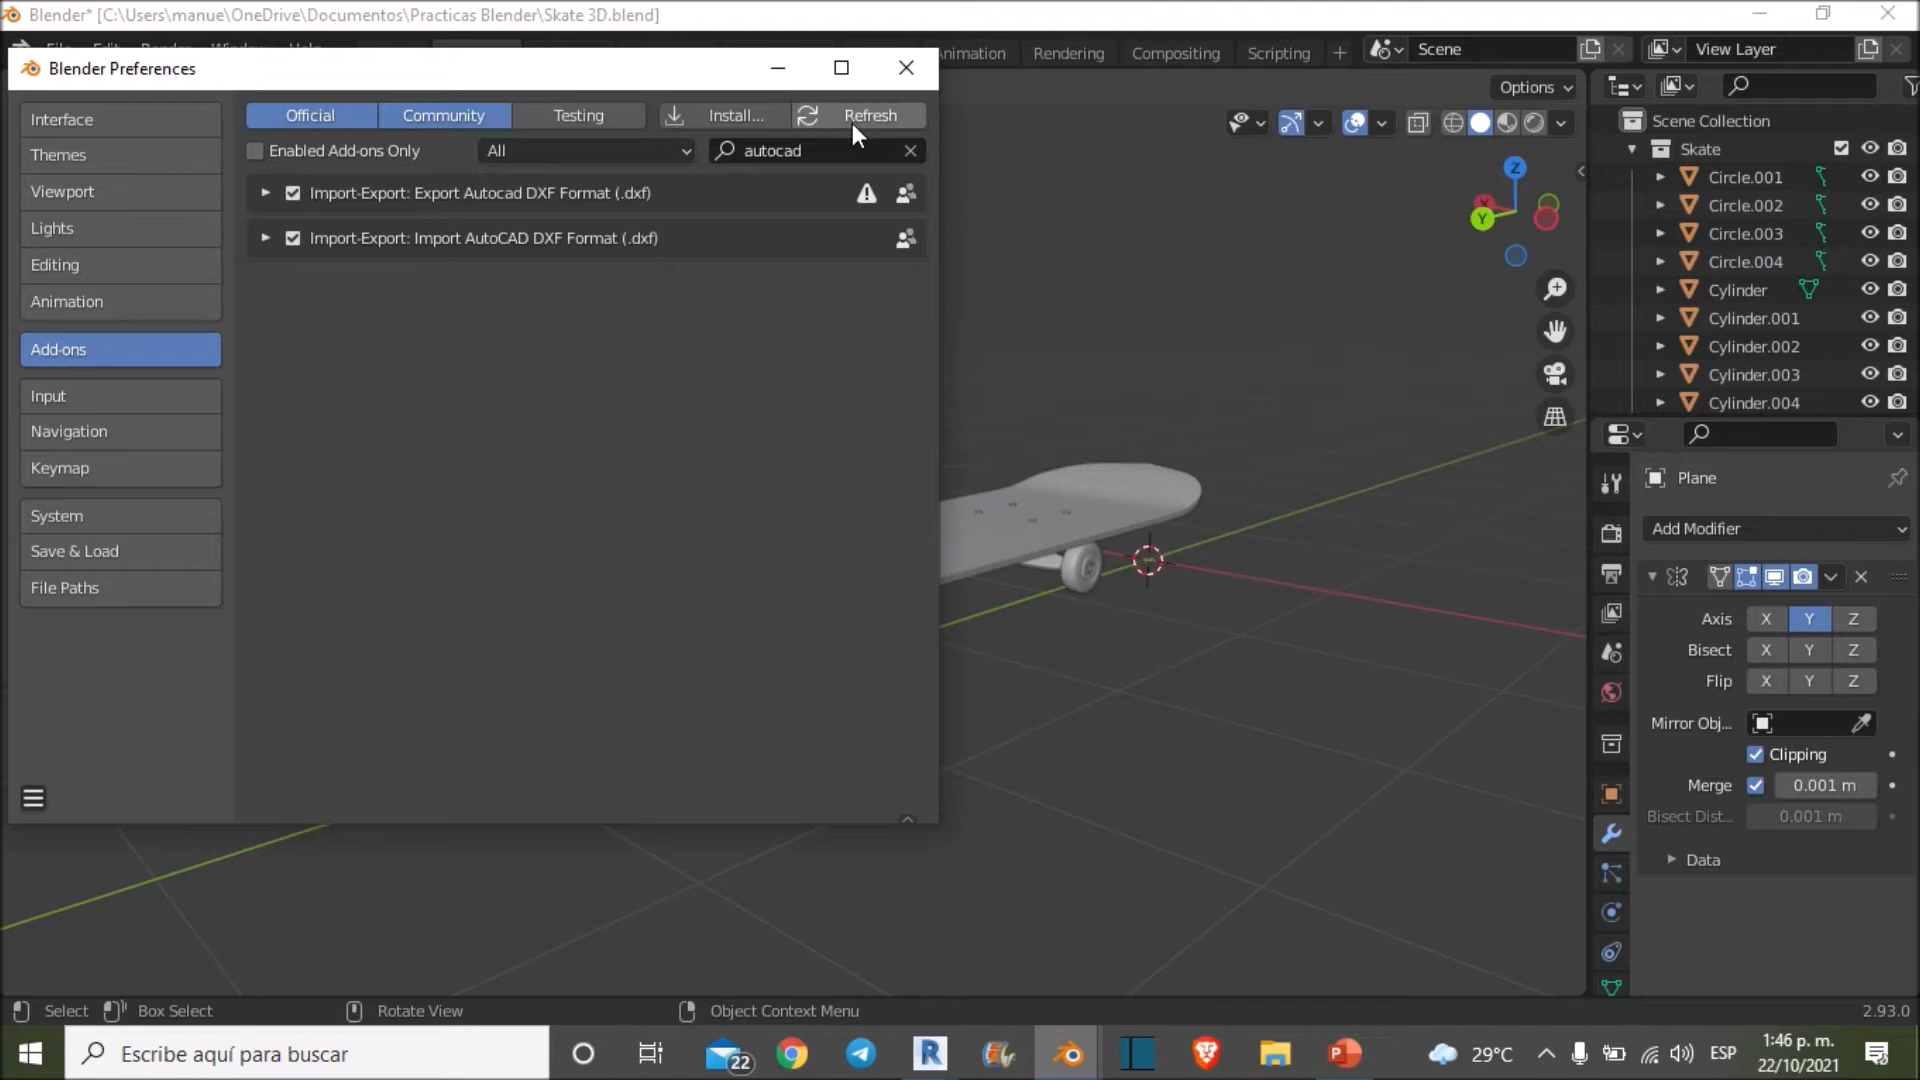 Blender* [C:\Users\manue\OneDrive\Documentos\Practicas Blender\Skate 3D.blend]
Animation
Rendering
Compositing
Scripting
Scene
View Layer
Blender Preferences
Options
Interface
Themes
Viewport
Lights
Editing
Animation
Add-ons
Input
Navigation
Keymap
System
Save & Load
File Paths
Official
Community
Testing
Install...
Refresh
Enabled Add-ons Only
All
autocad
Import-Export: Export Autocad DXF Format (.dxf)
Import-Export: Import AutoCAD DXF Format (.dxf)
Z
X
Y
Scene Collection
Skate
Circle.001
Circle.002
Circle.003
Circle.004
Cylinder
Cylinder.001
Cylinder.002
Cylinder.003
Cylinder.004
Plane
Add Modifier
Axis X Y Z
Bisect X Y Z
Flip X Y Z
Mirror Obj...
Clipping
Merge 0.001 m
Bisect Dist... 0.001 m
Data
Select
Box Select
Rotate View
Object Context Menu
2.93.0
Escribe aquí para buscar
22
R
P
29°C
ESP
1:46 p. m.
22/10/2021